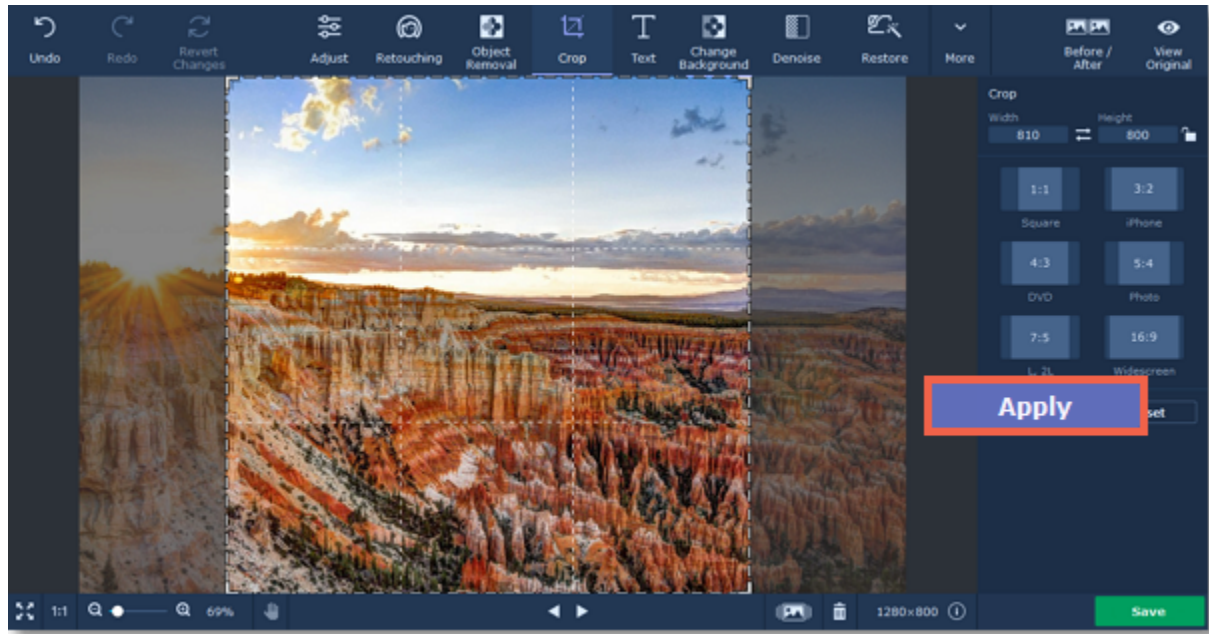 Undo
Redo
Revert
Changes
Adjust
Retouching
Object
Removal
Crop
Text
Change
Background
Denoise
Restore
More
Before /
After
View
Original
Crop
Width
Height
810
800
1:1
3:2
Square
iPhone
4:3
5:4
DVD
Photo
7:5
16:9
L, 2L
Widescreen
Apply
set
1:1
69%
1280×800
Save